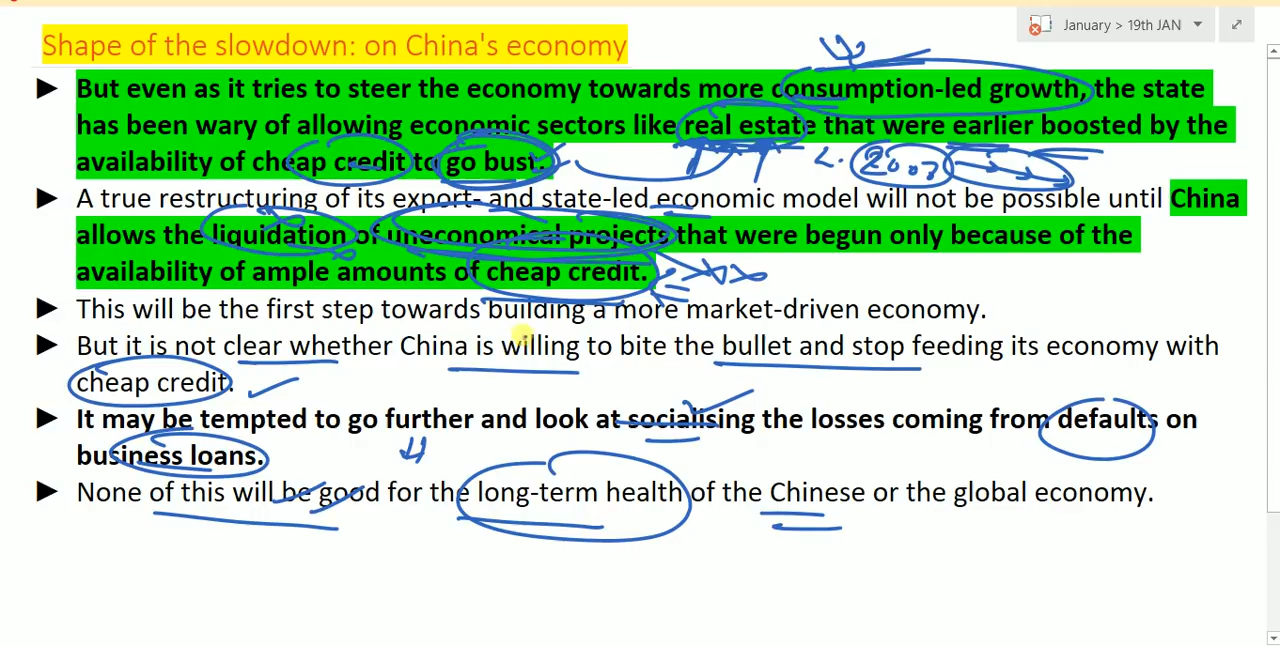 January > 19th JAN
Shape of the slowdown: on China's economy
► But even as it tries to steer the economy towards more consumption-led growth, the state
has been wary of allowing economic sectors like real estate that were earlier boosted by the
availability of cheap credit to go bust.
► A true restructuring of its export- and state-led economic model will not be possible until China
allows the liquidation of uneconomical projects that were begun only because of the
availability of ample amounts of cheap credit.
► This will be the first step towards building a more market-driven economy.
► But it is not clear whether China is willing to bite the bullet and stop feeding its economy with
cheap credit.
► It may be tempted to go further and look at socialising the losses coming from defaults on
business loans.
► None of this will be good for the long-term health of the Chinese or the global economy.